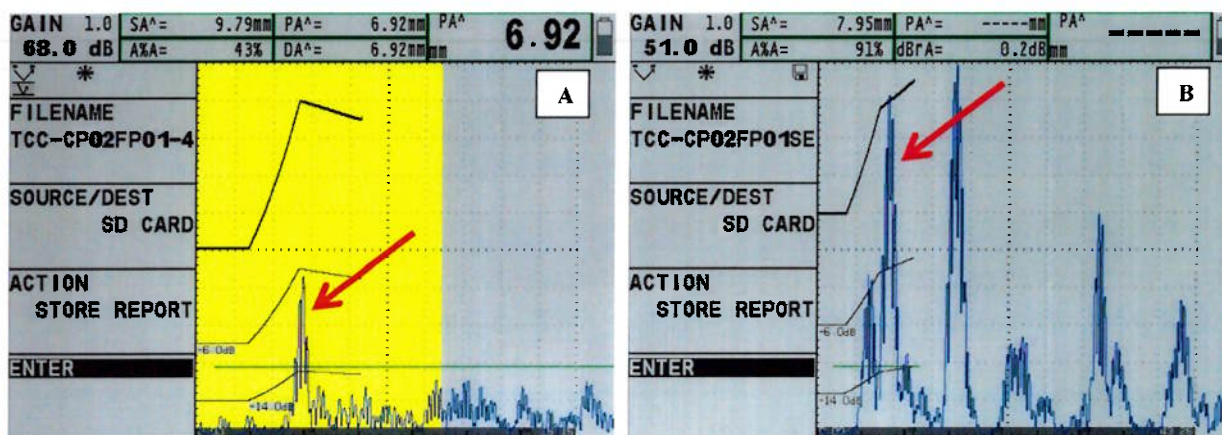 GAIN 1.0 SA^= 9.79mm PA^= 6.92mm PA^ 6.92
68.0 dB A%A= 43% DA^= 6.92mm mm
A
FILENAME
TCC-CP02FP01-4
SOURCE/DEST
SD CARD
ACTION
STORE REPORT
ENTER
-6.0dB
-14.0dB
GAIN 1.0 SA^= 7.95mm PA^= -----mm PA^ -----
51.0 dB A%A= 91% dBrA= 0.2dB mm
B
FILENAME
TCC-CP02FP01SE
SOURCE/DEST
SD CARD
ACTION
STORE REPORT
ENTER
-6.0dB
-14.0dB